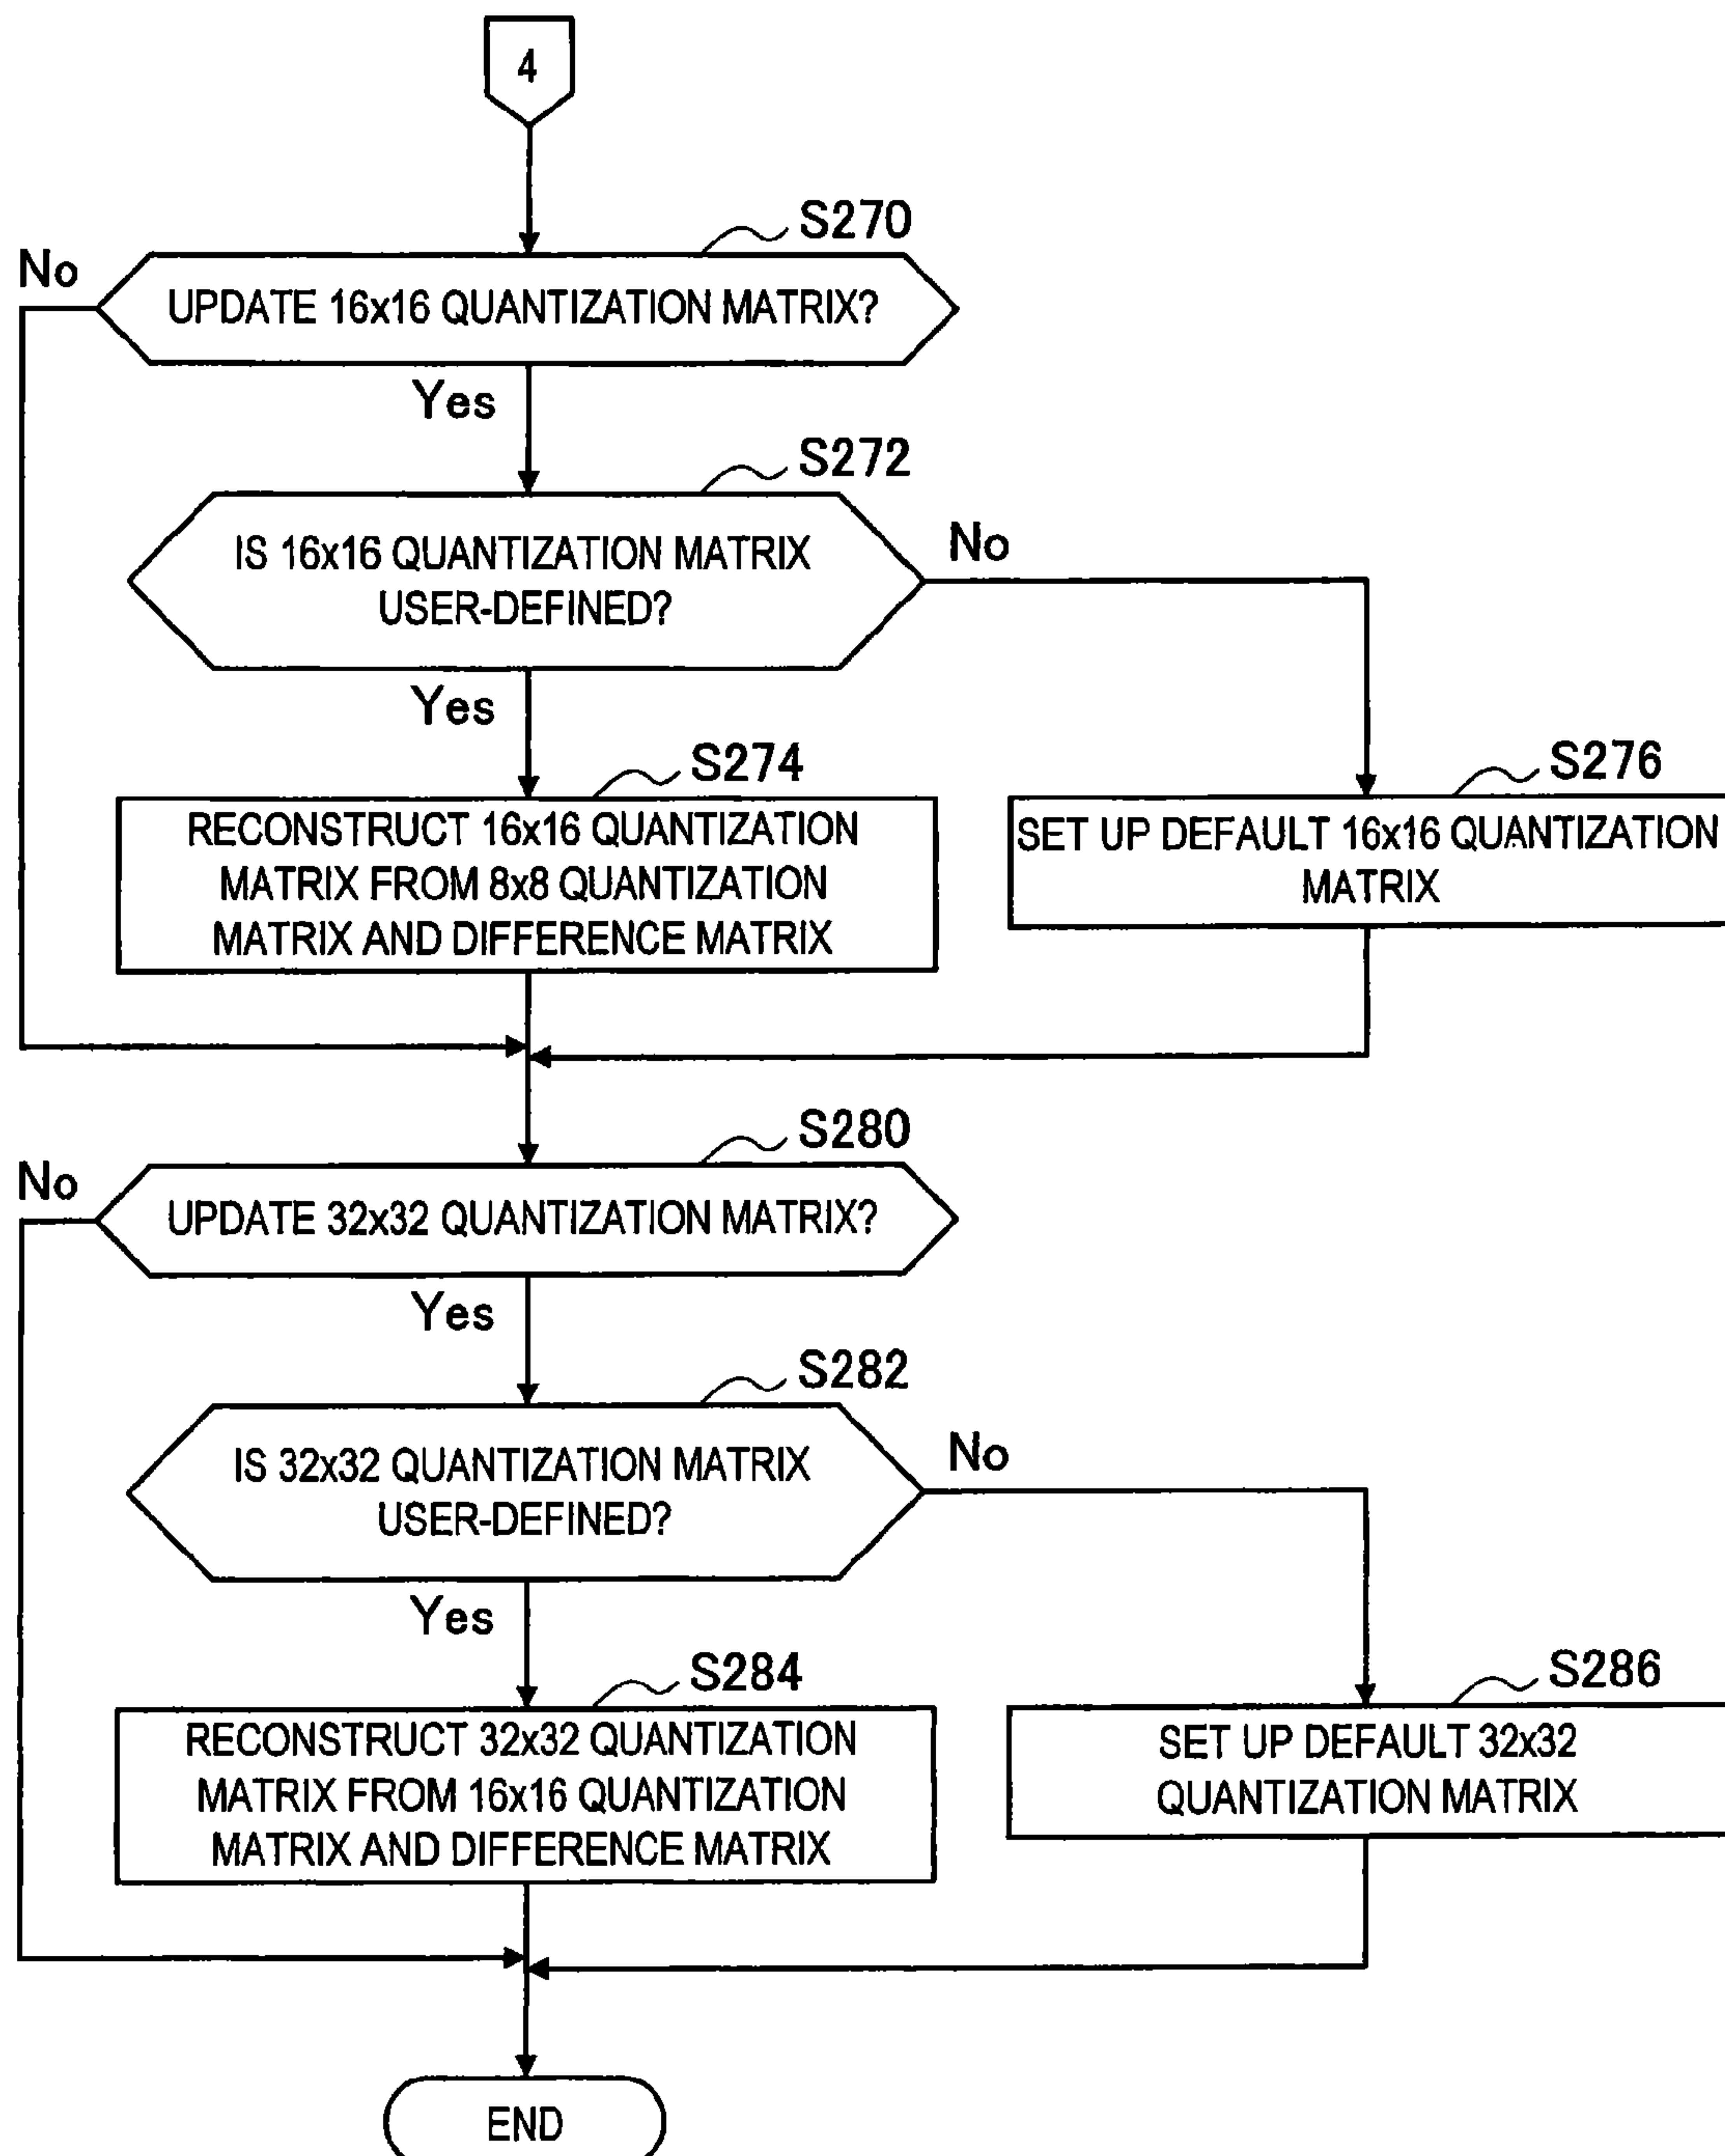 4
S270
No
UPDATE 16x16 QUANTIZATION MATRIX?
Yes
S272
IS 16x16 QUANTIZATION MATRIX
USER-DEFINED?
No
Yes
S274
RECONSTRUCT 16x16 QUANTIZATION
MATRIX FROM 8x8 QUANTIZATION
MATRIX AND DIFFERENCE MATRIX
S276
SET UP DEFAULT 16x16 QUANTIZATION
MATRIX
S280
No
UPDATE 32x32 QUANTIZATION MATRIX?
Yes
S282
IS 32x32 QUANTIZATION MATRIX
USER-DEFINED?
No
Yes
S284
RECONSTRUCT 32x32 QUANTIZATION
MATRIX FROM 16x16 QUANTIZATION
MATRIX AND DIFFERENCE MATRIX
S286
SET UP DEFAULT 32x32
QUANTIZATION MATRIX
END